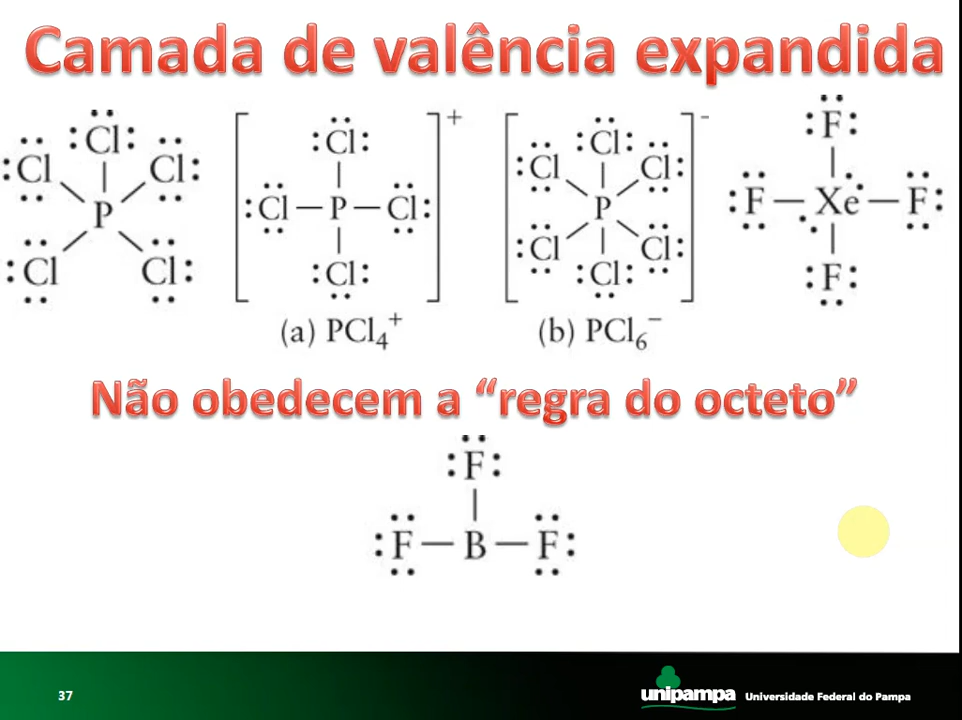 Camada de valência expandida
:Cl :Cl: Cl: P :Cl Cl:
[ :Cl: :Cl—P—Cl: :Cl: ]+
[ :Cl :Cl: Cl: P :Cl :Cl: Cl: ]-
:F: :F—Xe—F: :F:
(a) PCl4+ (b) PCl6−
Não obedecem a “regra do octeto”
:F:
:F—B—F:
37 unipampa Universidade Federal do Pampa